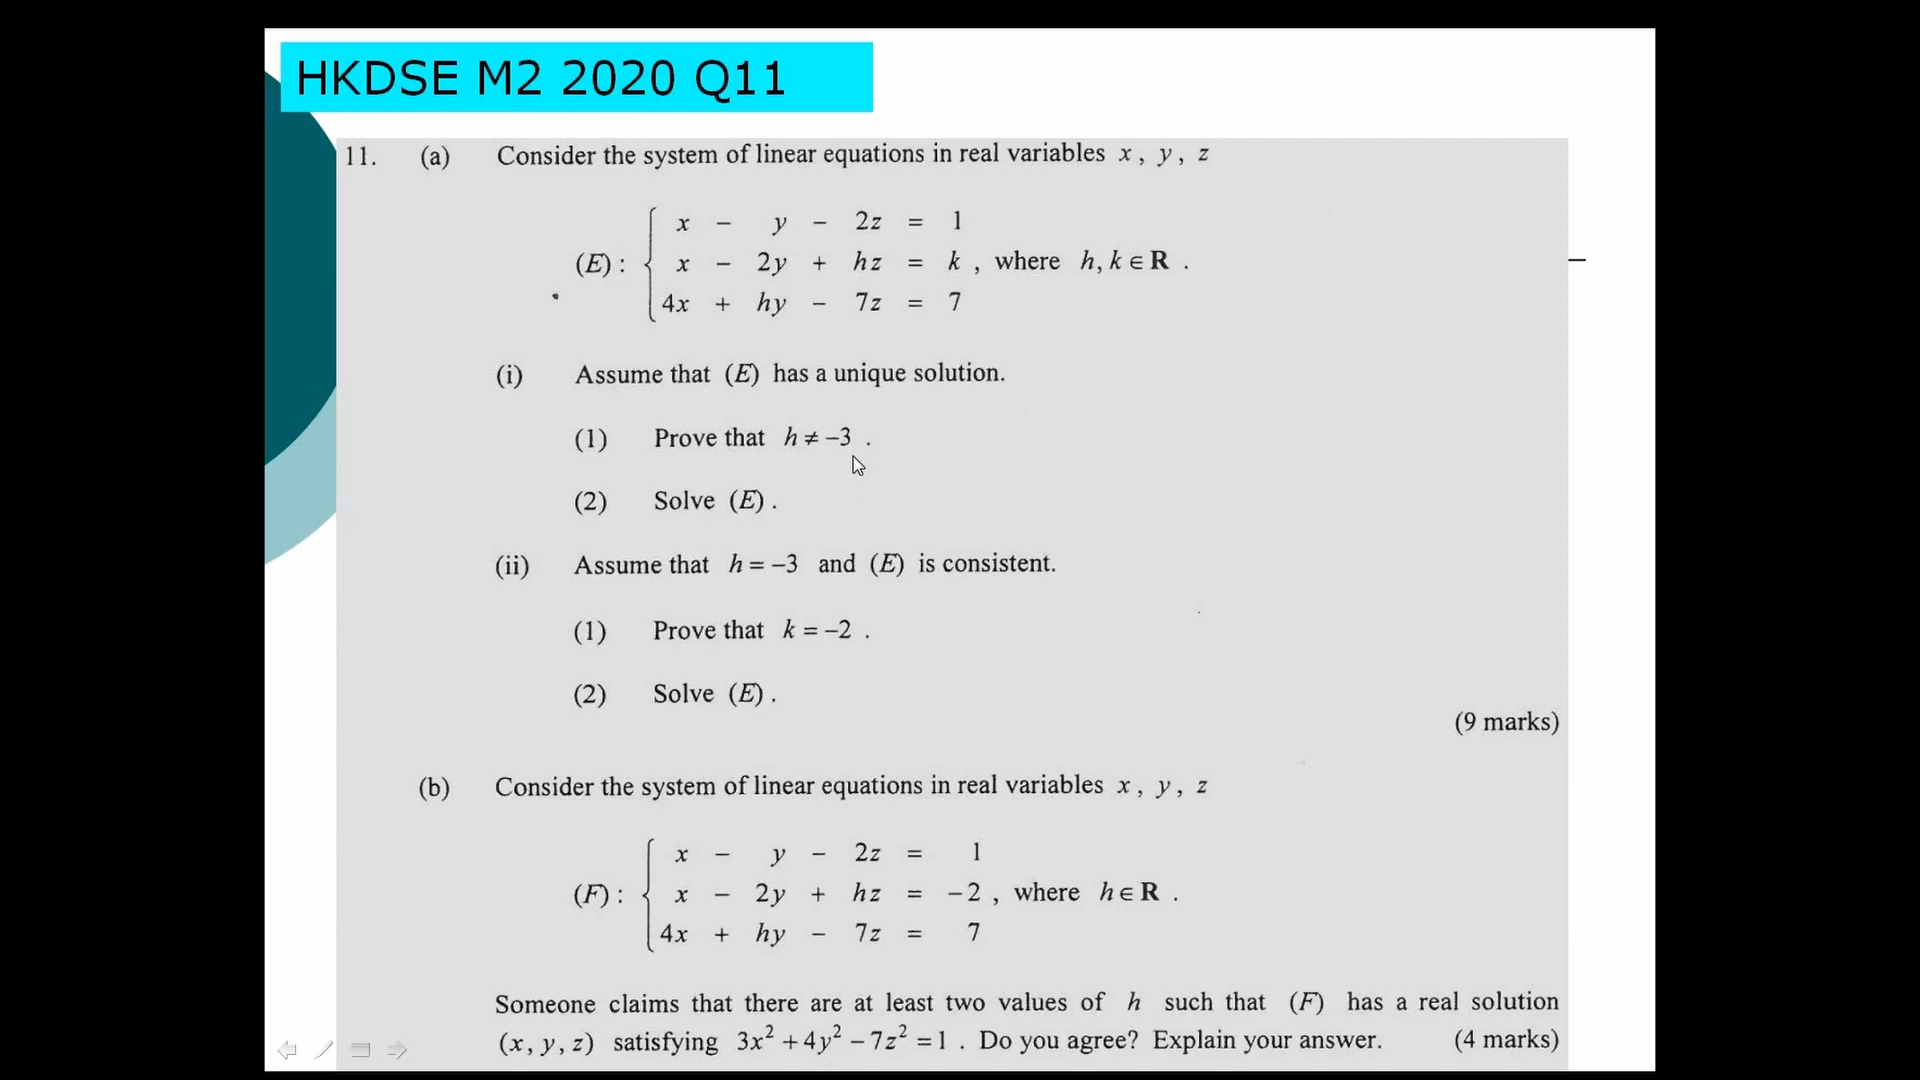 HKDSE M2 2020 Q11
11. (a) Consider the system of linear equations in real variables x, y, z
x − y − 2z = 1
(E): x − 2y + hz = k , where h, k ∈ R .
4x + hy − 7z = 7
(i) Assume that (E) has a unique solution.
(1) Prove that h ≠ −3 .
(2) Solve (E) .
(ii) Assume that h = −3 and (E) is consistent.
(1) Prove that k = −2 .
(2) Solve (E) .
(9 marks)
(b) Consider the system of linear equations in real variables x, y, z
x − y − 2z = 1
(F): x − 2y + hz = −2 , where h ∈ R .
4x + hy − 7z = 7
Someone claims that there are at least two values of h such that (F) has a real solution
(x, y, z) satisfying 3x² + 4y² − 7z² = 1 . Do you agree? Explain your answer. (4 marks)